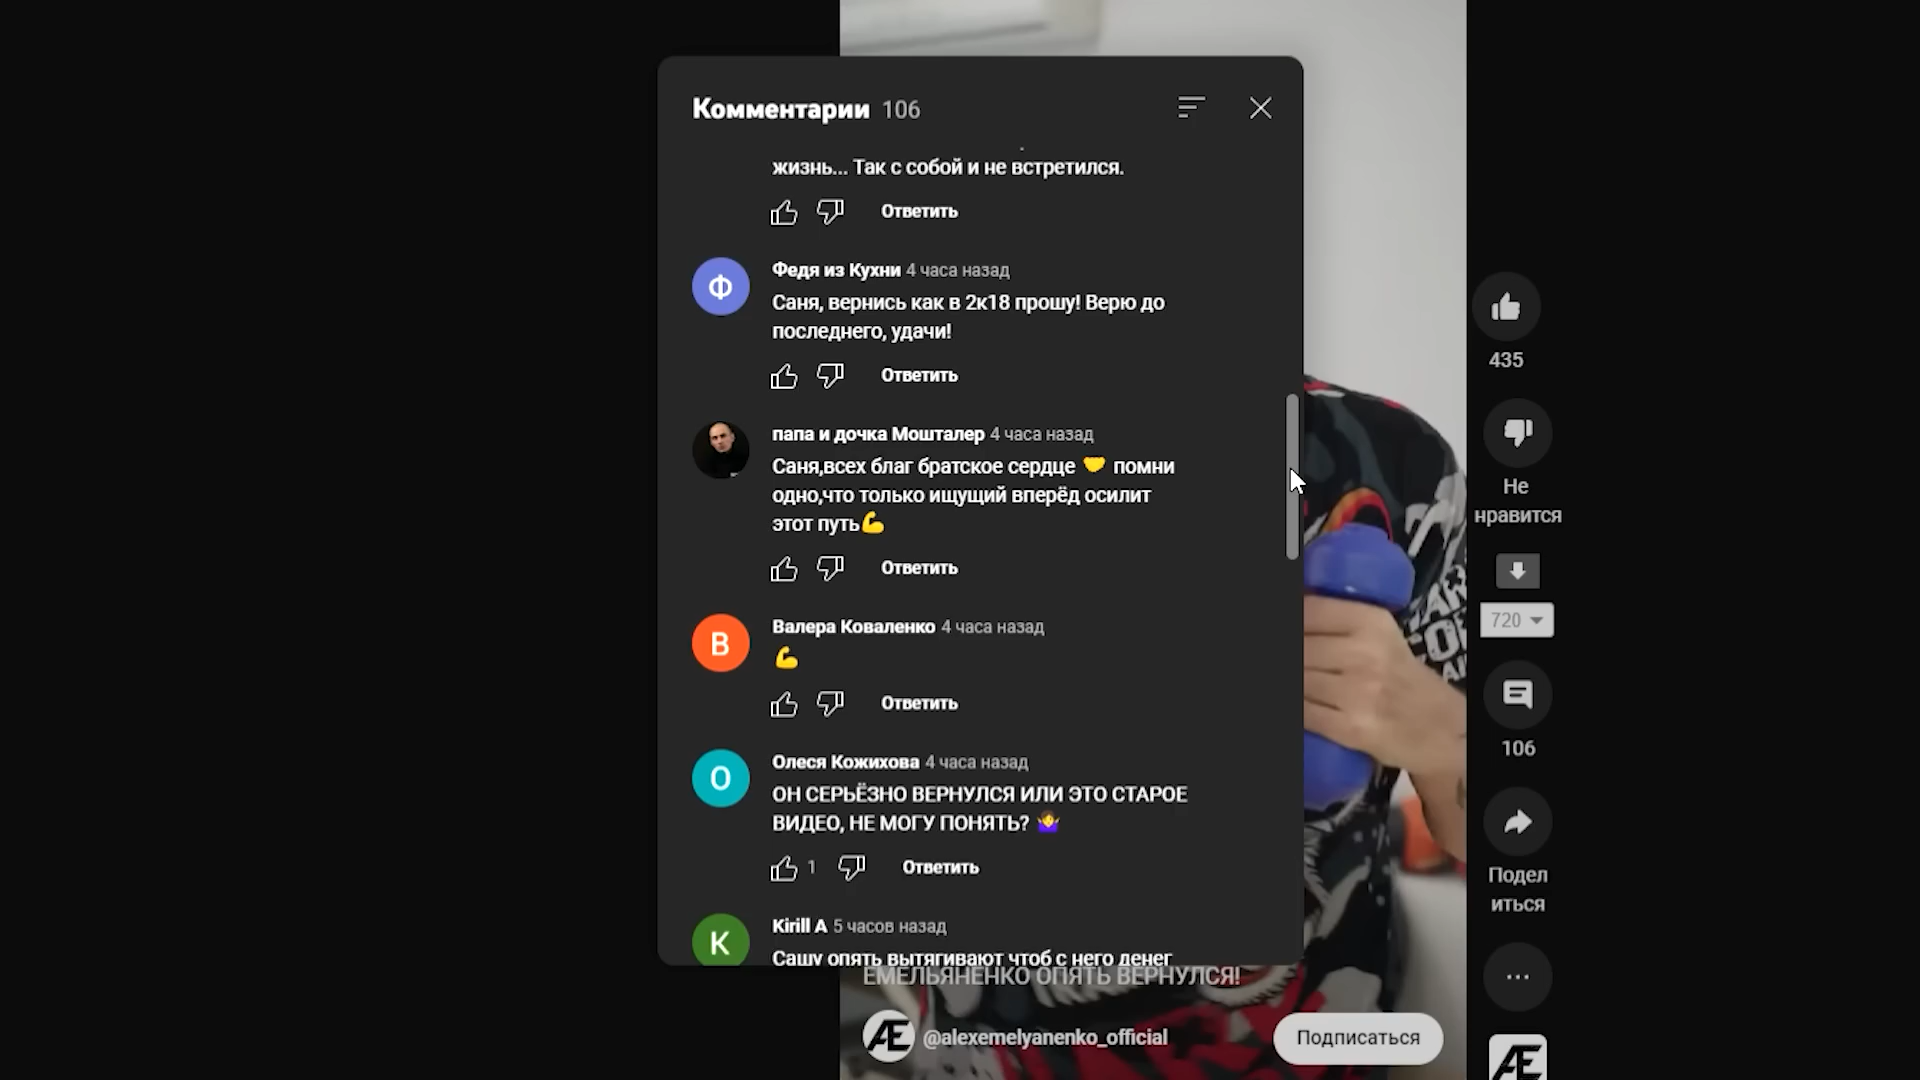 Комментарии 106
жизнь... Так с собой и не встретился.
Ответить
Ф
Федя из Кухни 4 часа назад
Саня, вернись как в 2к18 прошу! Верю до
последнего, удачи!
Ответить
папа и дочка Мошталер 4 часа назад
Саня,всех благ братское сердце 🤝 помни
одно,что только ищущий вперёд осилит
этот путь💪
Ответить
В
Валера Коваленко 4 часа назад
💪
Ответить
О
Олеся Кожихова 4 часа назад
ОН СЕРЬЁЗНО ВЕРНУЛСЯ ИЛИ ЭТО СТАРОЕ
ВИДЕО, НЕ МОГУ ПОНЯТЬ? 🤷‍♀️
1 Ответить
K
Kirill A 5 часов назад
Сашу опять вытягивают чтоб с него денег
ЕМЕЛЬЯНЕНКО ОПЯТЬ ВЕРНУЛСЯ!
AE @alexemelyanenko_official Подписаться
435
Не
нравится
720
106
Подел
иться
AE